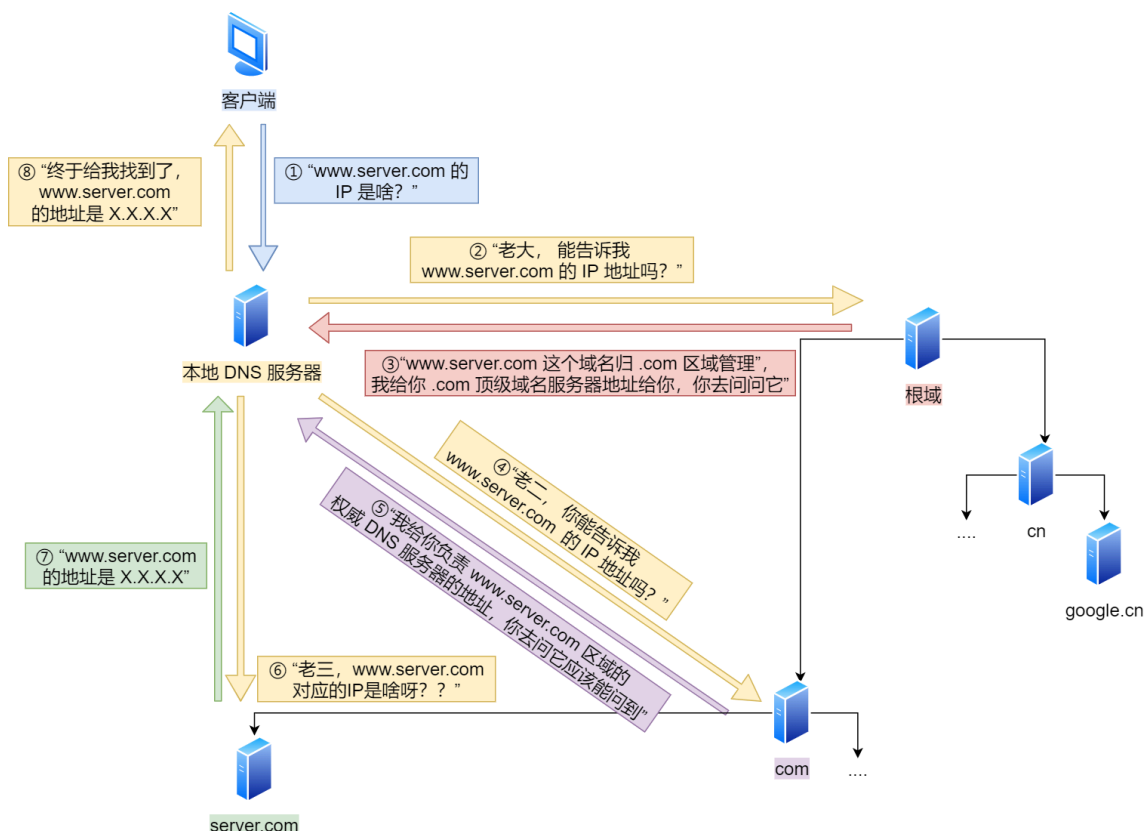 客户端
⑧ “终于给我找到了，
www.server.com
的地址是 X.X.X.X”
① “www.server.com 的
IP 是啥？”
② “老大， 能告诉我
www.server.com 的 IP 地址吗？”
本地 DNS 服务器
③“www.server.com 这个域名归 .com 区域管理”，
我给你 .com 顶级域名服务器地址给你，你去问问它”
根域
④“老二， 你能告诉我
www.server.com 的 IP 地址吗？”
⑤“我给你负责 www.server.com 区域的
权威 DNS 服务器的地址，你去问它应该能问到”
....
cn
google.cn
⑦ “www.server.com
的地址是 X.X.X.X”
⑥ “老三，www.server.com
对应的IP是啥呀？？”
com
....
server.com